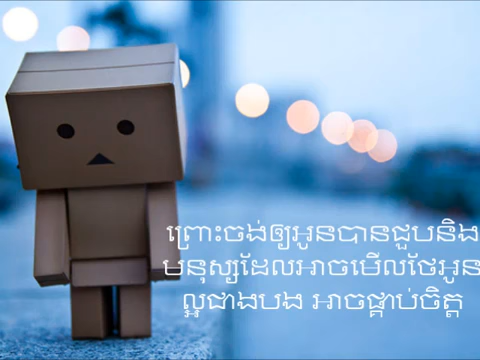 ព្រោះចង់ឲ្យអូនបានជួបនិង
មនុស្សដែលអាចមើលថែអូន
ល្អជាងបង អាចផ្គាប់ចិត្ត